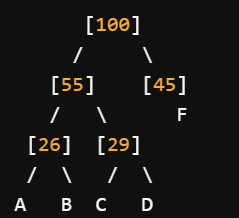 [100]
/ \
[55] [45]
/ \ F
[26] [29]
/ \ / \
A B C D